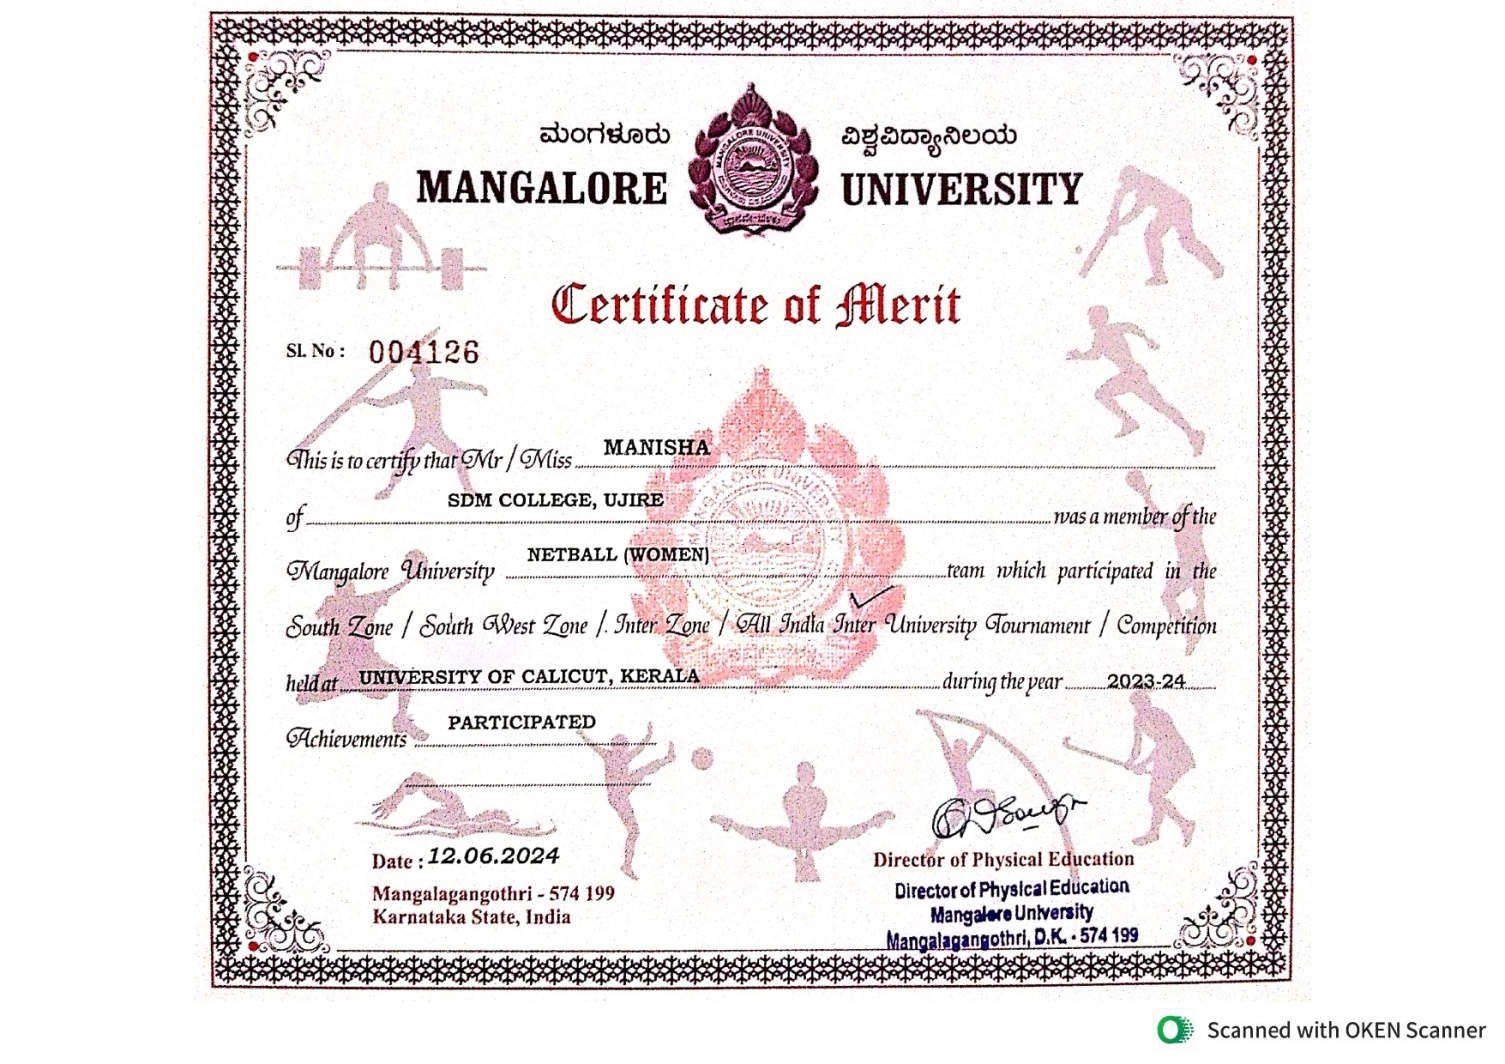 ಮಂಗಳೂರು ವಿಶ್ವವಿದ್ಯಾನಿಲಯ
MANGALORE UNIVERSITY
MANGALORE UNIVERSITY
Certificate of Merit
Sl. No : 004126
This is to certify that Mr / Miss MANISHA
of SDM COLLEGE, UJIRE was a member of the
Mangalore University NETBALL (WOMEN) team which participated in the
South Zone / South West Zone / Inter Zone / All India Inter University Tournament / Competition
held at UNIVERSITY OF CALICUT, KERALA during the year 2023-24
Achievements PARTICIPATED
Date : 12.06.2024
Mangalagangothri - 574 199
Karnataka State, India
Director of Physical Education
Director of Physical Education
Mangalore University
Mangalagangothri, D.K. - 574 199
Scanned with OKEN Scanner